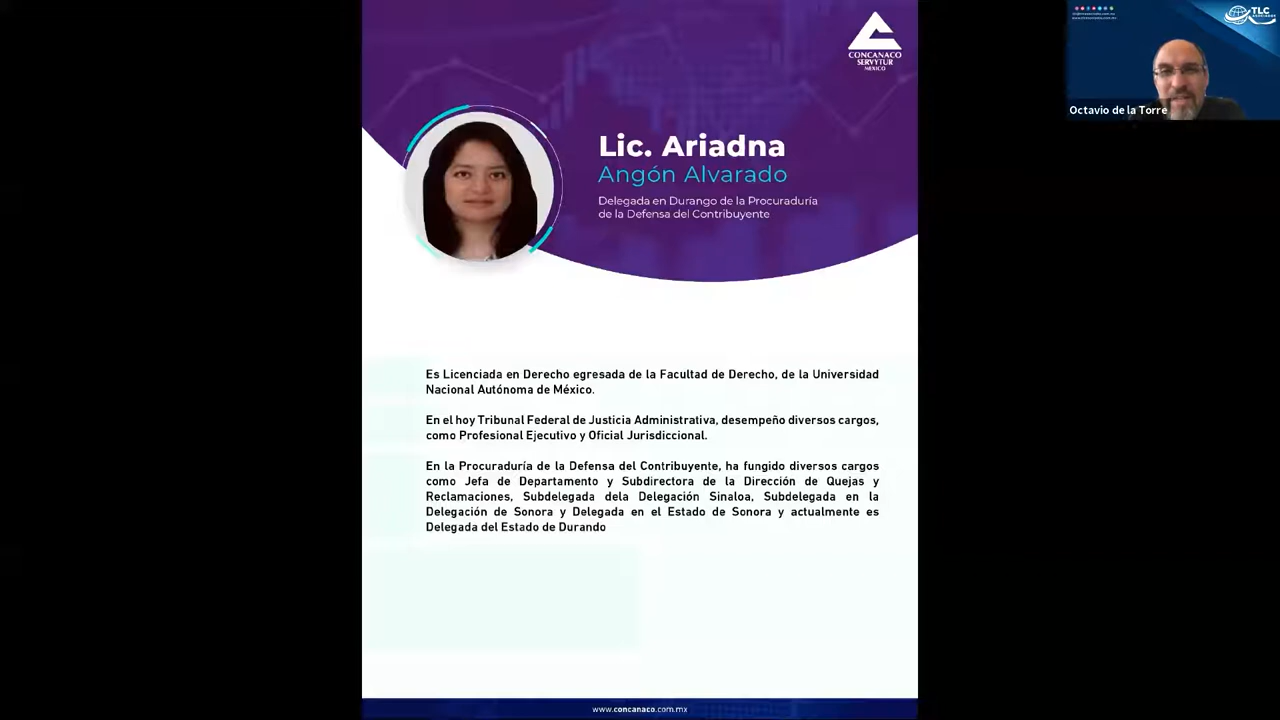 CONCANACO
SERVYTUR
MÉXICO
TLC
ASOCIADOS
Octavio de la Torre
Lic. Ariadna
Angón Alvarado
Delegada en Durango de la Procuraduría
de la Defensa del Contribuyente
Es Licenciada en Derecho egresada de la Facultad de Derecho, de la Universidad
Nacional Autónoma de México.
En el hoy Tribunal Federal de Justicia Administrativa, desempeño diversos cargos,
como Profesional Ejecutivo y Oficial Jurisdiccional.
En la Procuraduría de la Defensa del Contribuyente, ha fungido diversos cargos
como Jefa de Departamento y Subdirectora de la Dirección de Quejas y
Reclamaciones, Subdelegada dela Delegación Sinaloa, Subdelegada en la
Delegación de Sonora y Delegada en el Estado de Sonora y actualmente es
Delegada del Estado de Durando
www.concanaco.com.mx